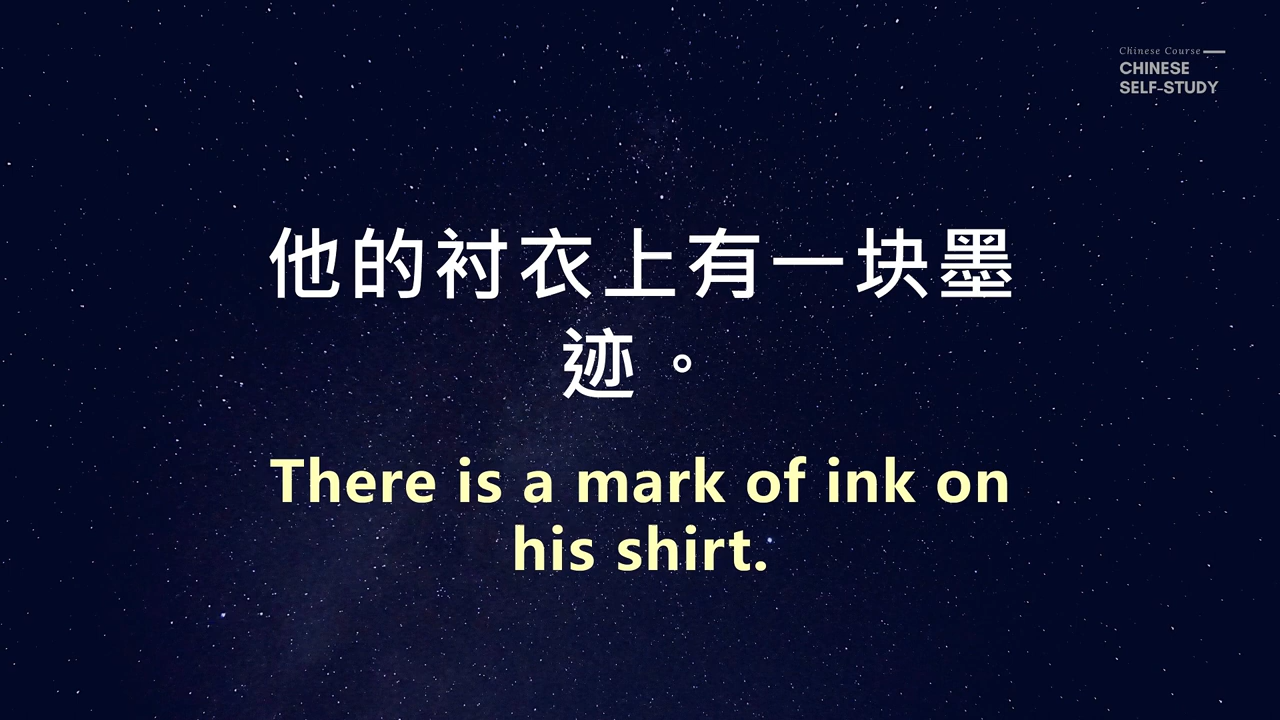 Chinese Course
CHINESE
SELF-STUDY
他的衬衣上有一块墨
迹。
There is a mark of ink on
his shirt.